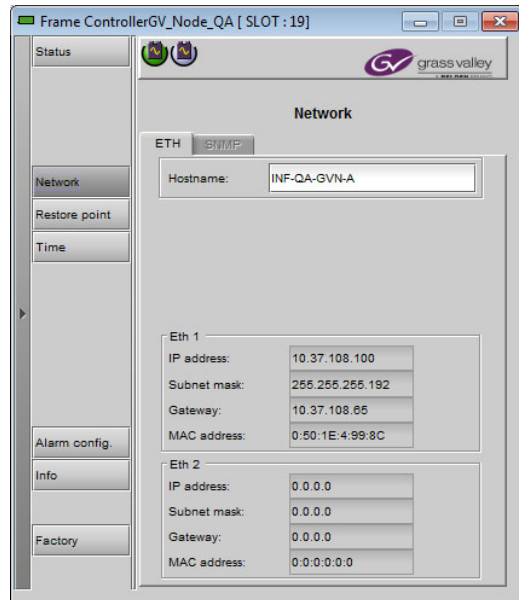 Frame ControllerGV_Node_QA [ SLOT : 19]
Status
grass valley
A BELDEN BRAND
Network
ETH SNMP
Hostname: INF-QA-GVN-A
Network
Restore point
Time
Eth 1
IP address: 10.37.108.100
Subnet mask: 255.255.255.192
Gateway: 10.37.108.65
MAC address: 0:50:1E:4:99:8C
Alarm config.
Eth 2
Info
IP address: 0.0.0.0
Subnet mask: 0.0.0.0
Gateway: 0.0.0.0
Factory
MAC address: 0:0:0:0:0:0